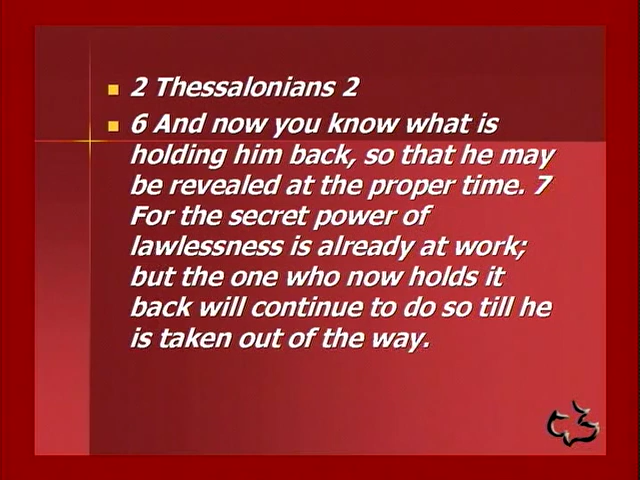 2 Thessalonians 2
6 And now you know what is
holding him back, so that he may
be revealed at the proper time. 7
For the secret power of
lawlessness is already at work;
but the one who now holds it
back will continue to do so till he
is taken out of the way.